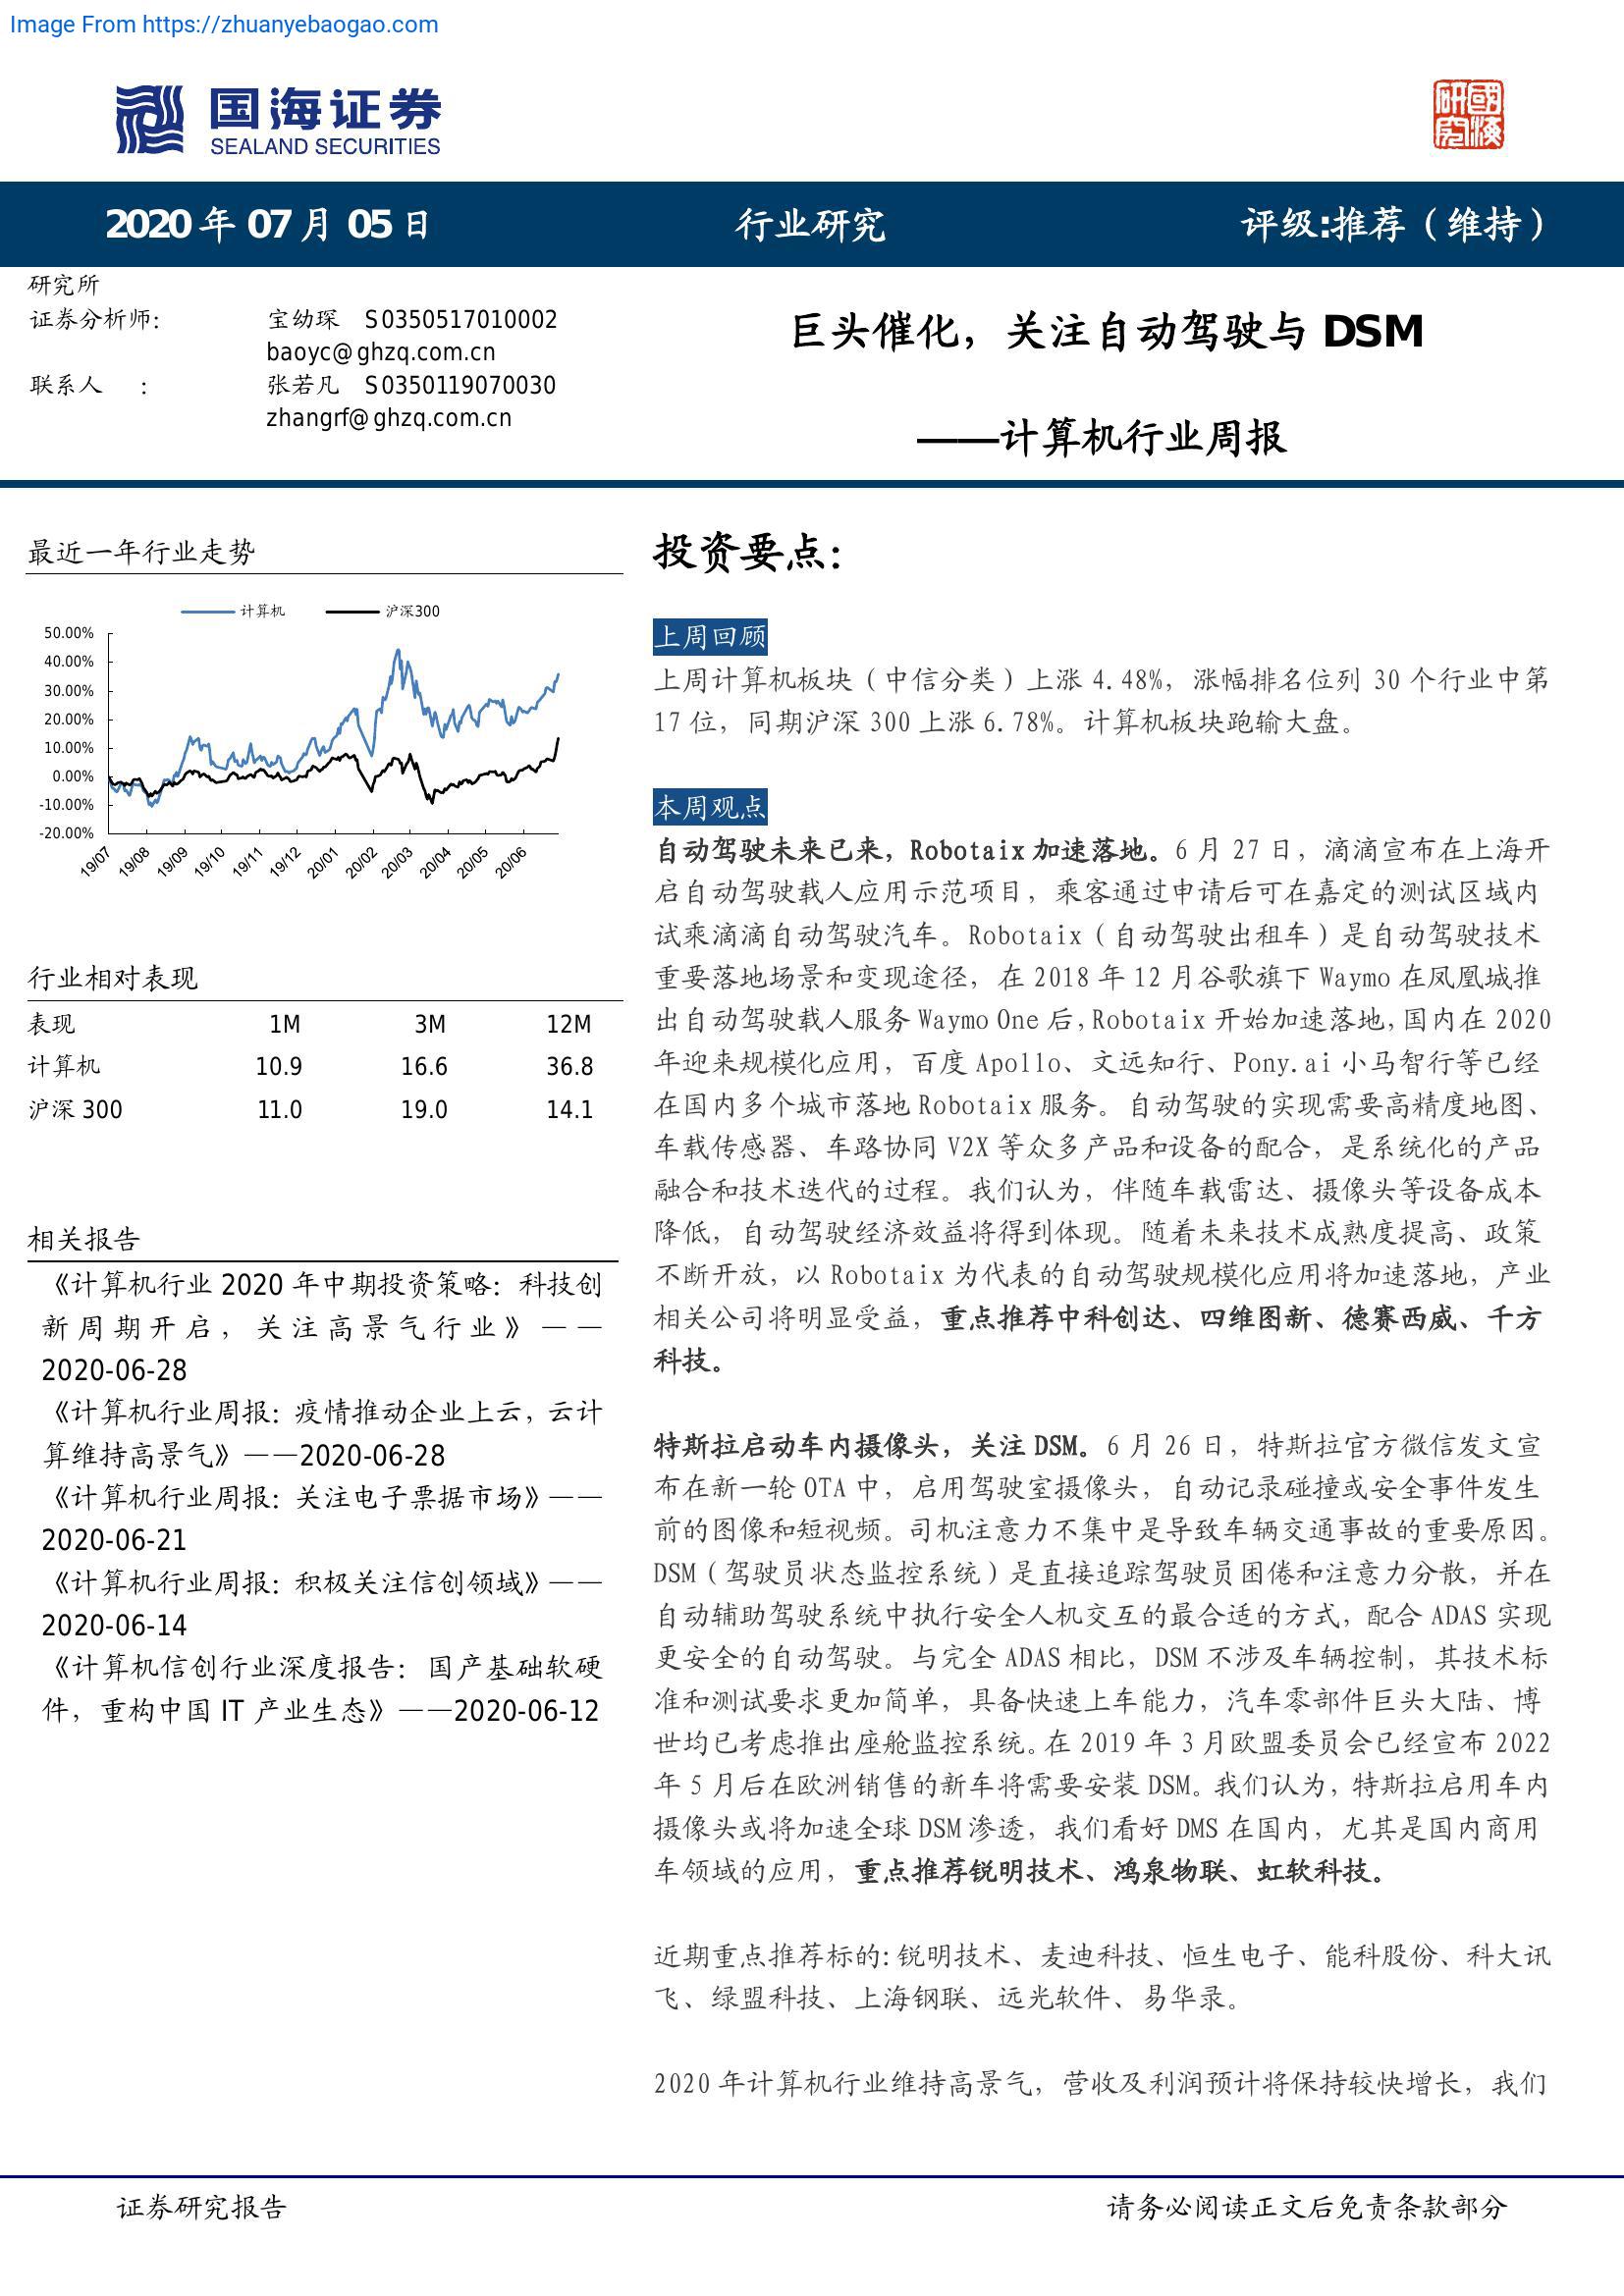 Image From https://zhuanyebaogao.com
国海证券
SEALAND SECURITIES
國海研究
2020 年 07 月 05 日
行业研究
评级:推荐（维持）
研究所
证券分析师： 宝幼琛 S0350517010002
baoyc@ghzq.com.cn
联系人 ： 张若凡 S0350119070030
zhangrf@ghzq.com.cn
巨头催化，关注自动驾驶与 DSM
——计算机行业周报
最近一年行业走势
计算机 沪深300
50.00%
40.00%
30.00%
20.00%
10.00%
0.00%
-10.00%
-20.00%
19/07 19/08 19/09 19/10 19/11 19/12 20/01 20/02 20/03 20/04 20/05 20/06
行业相对表现
表现 1M 3M 12M
计算机 10.9 16.6 36.8
沪深 300 11.0 19.0 14.1
相关报告
《计算机行业 2020 年中期投资策略：科技创
新周期开启，关注高景气行业》——
2020-06-28
《计算机行业周报：疫情推动企业上云，云计
算维持高景气》——2020-06-28
《计算机行业周报：关注电子票据市场》——
2020-06-21
《计算机行业周报：积极关注信创领域》——
2020-06-14
《计算机信创行业深度报告：国产基础软硬
件，重构中国 IT 产业生态》——2020-06-12
投资要点：
上周回顾
上周计算机板块（中信分类）上涨 4.48%，涨幅排名位列 30 个行业中第
17 位，同期沪深 300 上涨 6.78%。计算机板块跑输大盘。
本周观点
自动驾驶未来已来，Robotaix 加速落地。6 月 27 日，滴滴宣布在上海开
启自动驾驶载人应用示范项目，乘客通过申请后可在嘉定的测试区域内
试乘滴滴自动驾驶汽车。Robotaix（自动驾驶出租车）是自动驾驶技术
重要落地场景和变现途径，在 2018 年 12 月谷歌旗下 Waymo 在凤凰城推
出自动驾驶载人服务 Waymo One 后，Robotaix 开始加速落地，国内在 2020
年迎来规模化应用，百度 Apollo、文远知行、Pony.ai 小马智行等已经
在国内多个城市落地 Robotaix 服务。自动驾驶的实现需要高精度地图、
车载传感器、车路协同 V2X 等众多产品和设备的配合，是系统化的产品
融合和技术迭代的过程。我们认为，伴随车载雷达、摄像头等设备成本
降低，自动驾驶经济效益将得到体现。随着未来技术成熟度提高、政策
不断开放，以 Robotaix 为代表的自动驾驶规模化应用将加速落地，产业
相关公司将明显受益，重点推荐中科创达、四维图新、德赛西威、千方
科技。
特斯拉启动车内摄像头，关注 DSM。6 月 26 日，特斯拉官方微信发文宣
布在新一轮 OTA 中，启用驾驶室摄像头，自动记录碰撞或安全事件发生
前的图像和短视频。司机注意力不集中是导致车辆交通事故的重要原因。
DSM（驾驶员状态监控系统）是直接追踪驾驶员困倦和注意力分散，并在
自动辅助驾驶系统中执行安全人机交互的最合适的方式，配合 ADAS 实现
更安全的自动驾驶。与完全 ADAS 相比，DSM 不涉及车辆控制，其技术标
准和测试要求更加简单，具备快速上车能力，汽车零部件巨头大陆、博
世均已考虑推出座舱监控系统。在 2019 年 3 月欧盟委员会已经宣布 2022
年 5 月后在欧洲销售的新车将需要安装 DSM。我们认为，特斯拉启用车内
摄像头或将加速全球 DSM 渗透，我们看好 DMS 在国内，尤其是国内商用
车领域的应用，重点推荐锐明技术、鸿泉物联、虹软科技。
近期重点推荐标的：锐明技术、麦迪科技、恒生电子、能科股份、科大讯
飞、绿盟科技、上海钢联、远光软件、易华录。
2020 年计算机行业维持高景气，营收及利润预计将保持较快增长，我们
证券研究报告
请务必阅读正文后免责条款部分